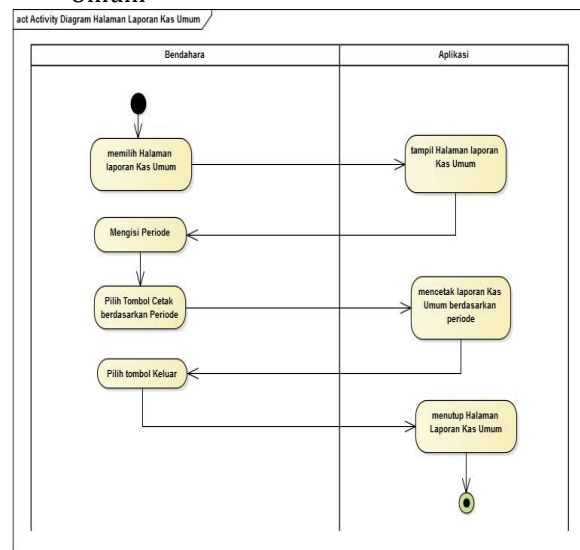 Umum
act Activity Diagram Halaman Laporan Kas Umum
Bendahara
Aplikasi
memilih Halaman
laporan Kas Umum
tampil Halaman laporan
Kas Umum
Mengisi Periode
Pilih Tombol Cetak
berdasarkan Periode
mencetak laporan Kas
Umum berdasarkan
periode
Pilih tombol Keluar
menutup Halaman
Laporan Kas Umum